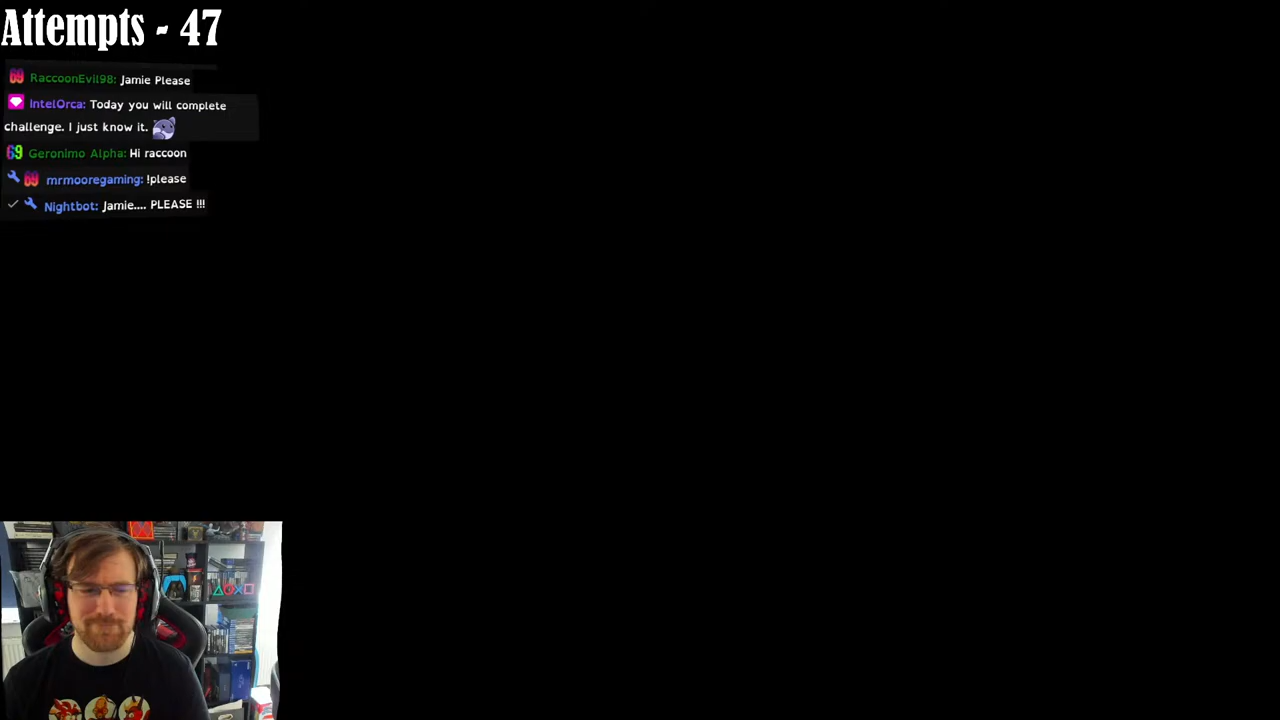 Attempts - 47
RaccoonEvil98: Jamie Please
IntelOrca: Today you will complete
challenge. I just know it.
Geronimo Alpha: Hi raccoon
mrmooregaming: !please
Nightbot: Jamie.... PLEASE !!!